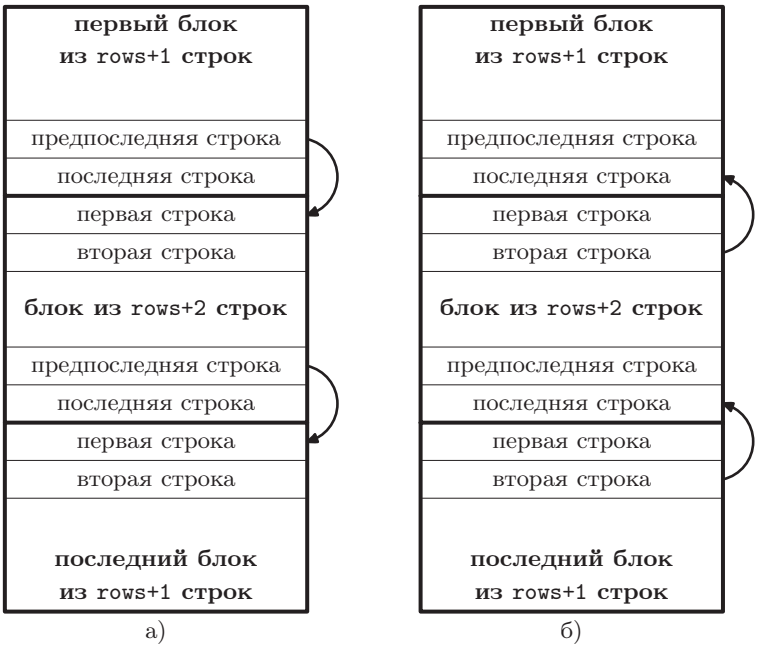 первый блок
из rows+1 строк
предпоследняя строка
последняя строка
первая строка
вторая строка
блок из rows+2 строк
предпоследняя строка
последняя строка
первая строка
вторая строка
последний блок
из rows+1 строк
а)
первый блок
из rows+1 строк
предпоследняя строка
последняя строка
первая строка
вторая строка
блок из rows+2 строк
предпоследняя строка
последняя строка
первая строка
вторая строка
последний блок
из rows+1 строк
б)